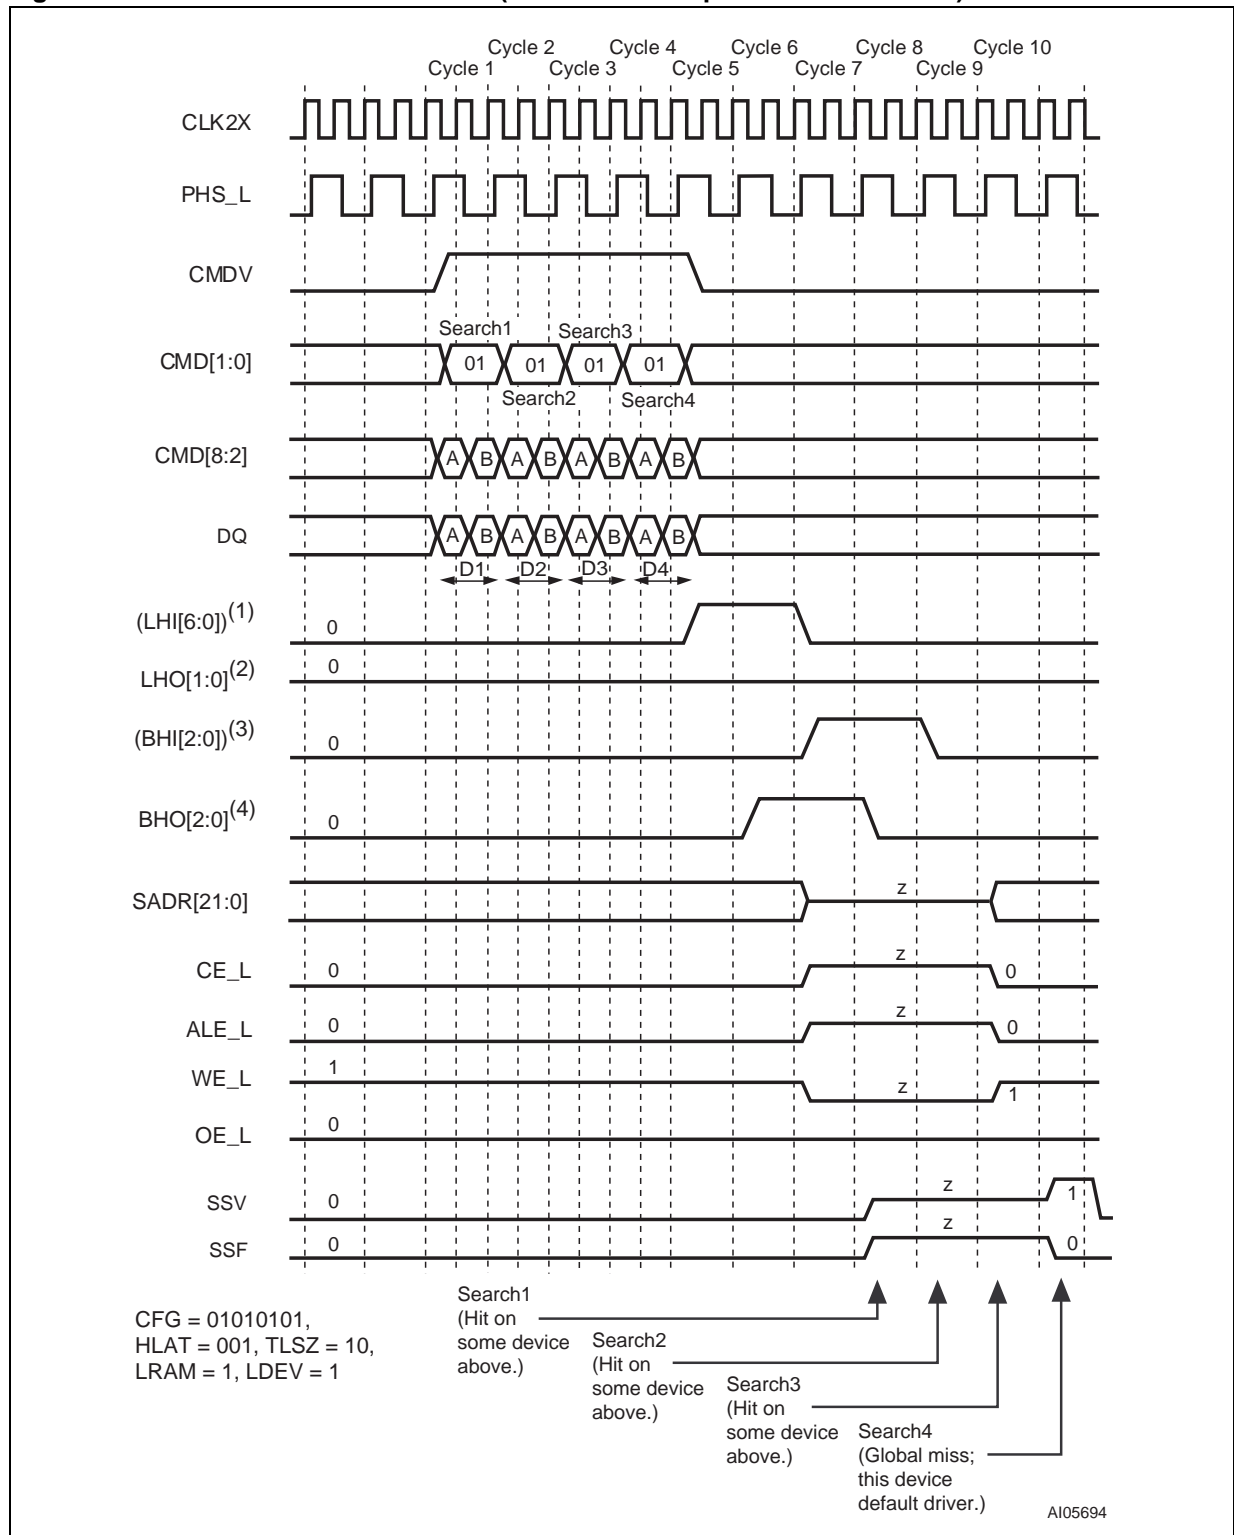 Cycle 2 Cycle 4 Cycle 6 Cycle 8 Cycle 10
Cycle 1 Cycle 3 Cycle 5 Cycle 7 Cycle 9
CLK2X
PHS_L
CMDV
Search1 Search3
CMD[1:0] 01 01 01 01
Search2 Search4
CMD[8:2] A B A B A B A B
DQ A B A B A B A B
D1 D2 D3 D4
(LHI[6:0])(1) 0
LHO[1:0](2) 0
(BHI[2:0])(3) 0
BHO[2:0](4) 0
SADR[21:0] z
CE_L 0 z 0
ALE_L 0 z 0
WE_L 1 z 1
OE_L 0
SSV 0 z 1
SSF 0 z 0
CFG = 01010101,
HLAT = 001, TLSZ = 10,
LRAM = 1, LDEV = 1
Search1
(Hit on
some device
above.)
Search2
(Hit on
some device
above.)
Search3
(Hit on
some device
above.)
Search4
(Global miss;
this device
default driver.)
AI05694